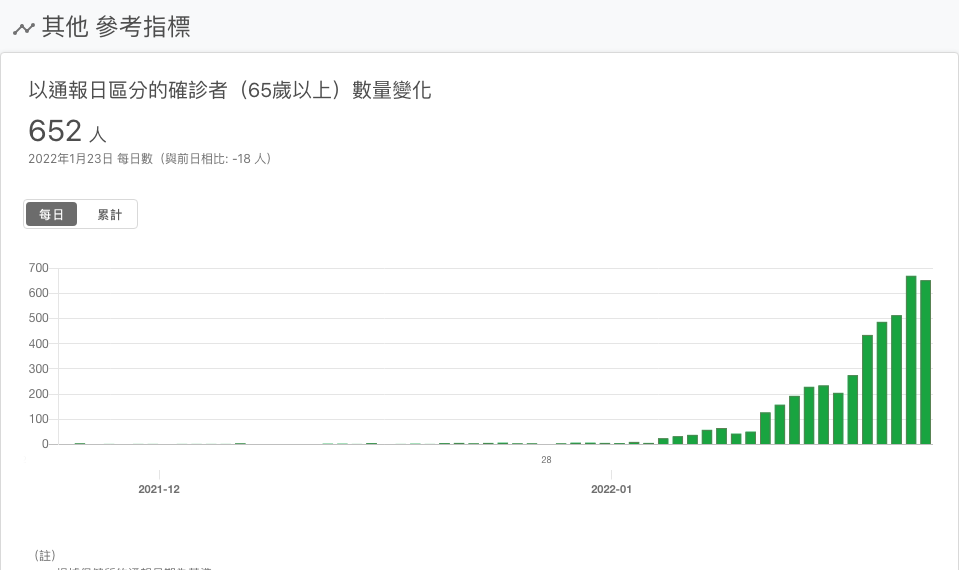 其他 參考指標
以通報日區分的確診者（65歲以上）數量變化
652 人
2022年1月23日 每日數（與前日相比: -18 人）
每日 累計
700
600
500
400
300
200
100
0
28
2021-12 2022-01
（註）